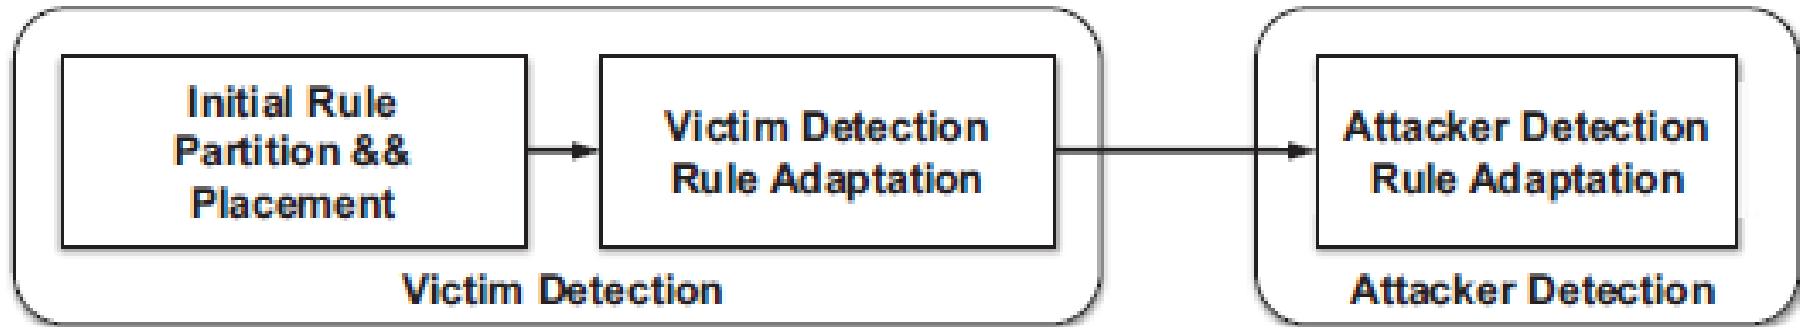 Initial Rule
Partition &&
Placement
Victim Detection
Rule Adaptation
Victim Detection
Attacker Detection
Rule Adaptation
Attacker Detection